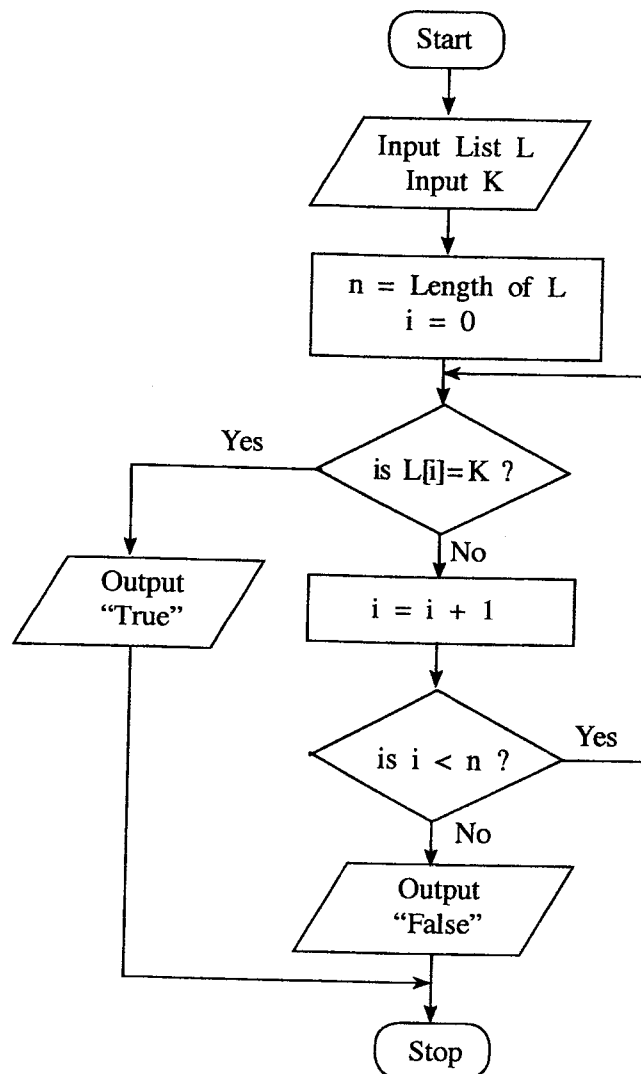 Start
Input List L
Input K
n = Length of L
i = 0
Yes
is L[i]=K ?
No
Output
“True”
i = i + 1
is i < n ?
Yes
No
Output
“False”
Stop